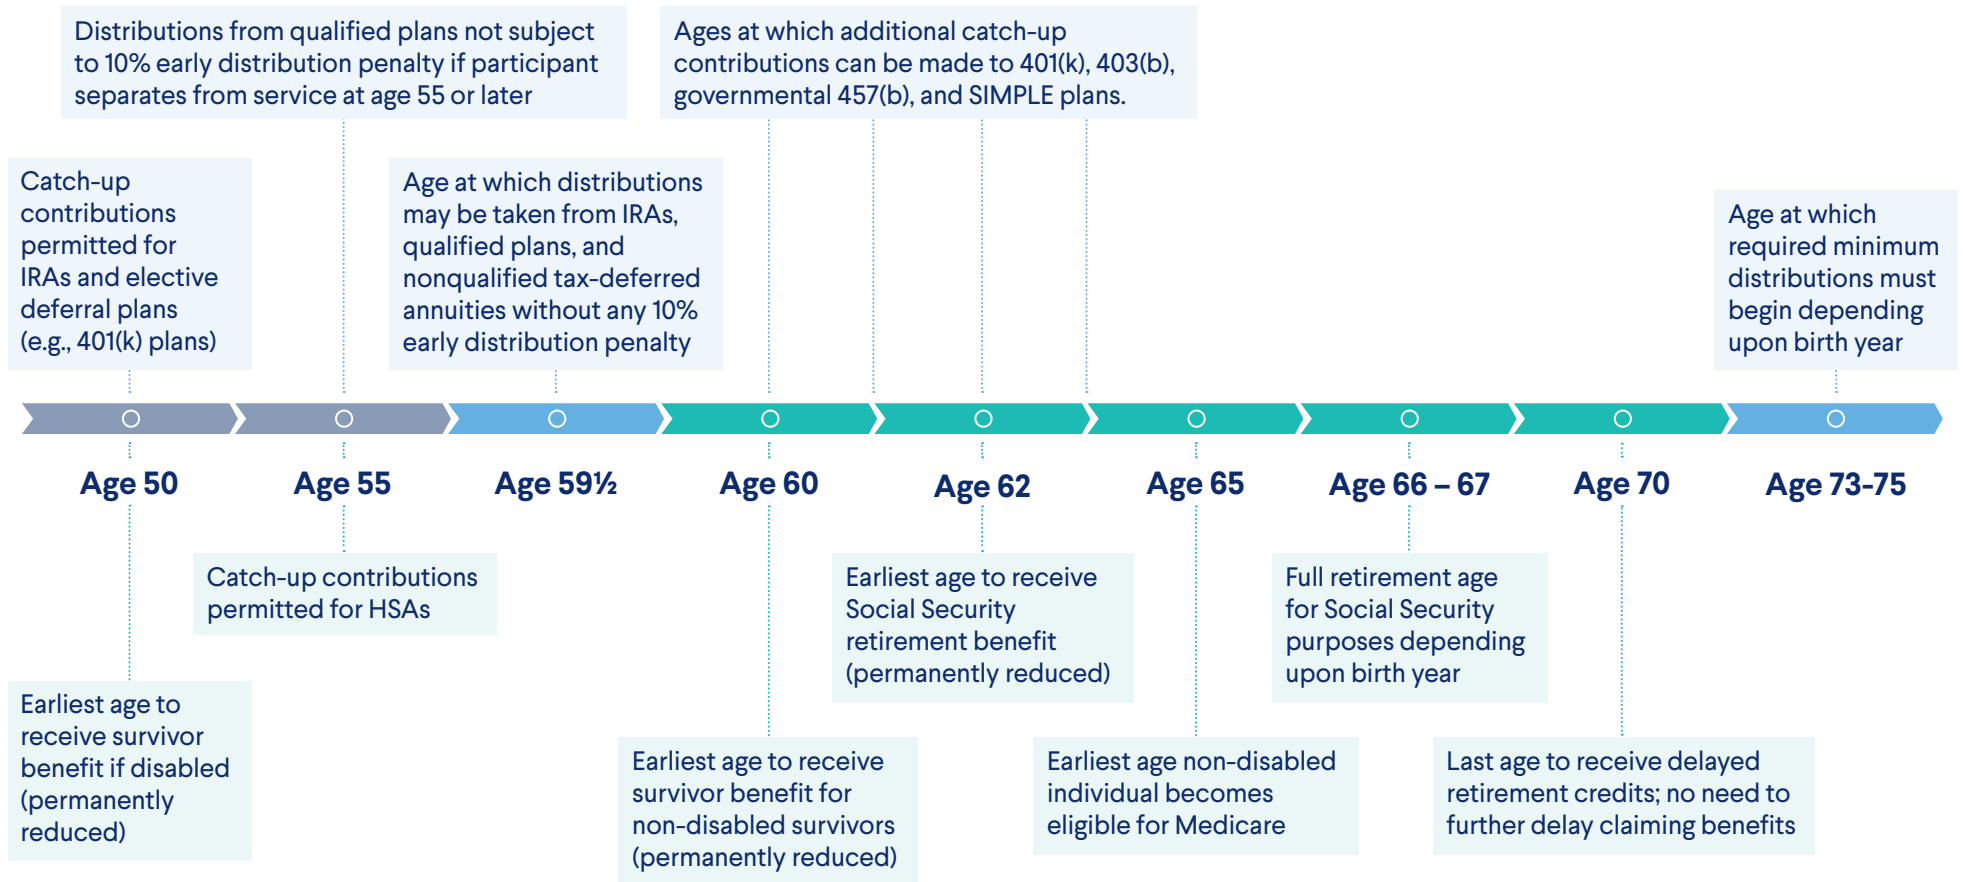 Distributions from qualified plans not subject
to 10% early distribution penalty if participant
separates from service at age 55 or later
Ages at which additional catch-up
contributions can be made to 401(k), 403(b),
governmental 457(b), and SIMPLE plans.
Catch-up
contributions
permitted for
IRAs and elective
deferral plans
(e.g., 401(k) plans)
Age at which distributions
may be taken from IRAs,
qualified plans, and
nonqualified tax-deferred
annuities without any 10%
early distribution penalty
Age at which
required minimum
distributions must
begin depending
upon birth year
Age 50
Age 55
Age 59½
Age 60
Age 62
Age 65
Age 66 – 67
Age 70
Age 73-75
Catch-up contributions
permitted for HSAs
Earliest age to receive
Social Security
retirement benefit
(permanently reduced)
Full retirement age
for Social Security
purposes depending
upon birth year
Earliest age to
receive survivor
benefit if disabled
(permanently
reduced)
Earliest age to receive
survivor benefit for
non-disabled survivors
(permanently reduced)
Earliest age non-disabled
individual becomes
eligible for Medicare
Last age to receive delayed
retirement credits; no need to
further delay claiming benefits